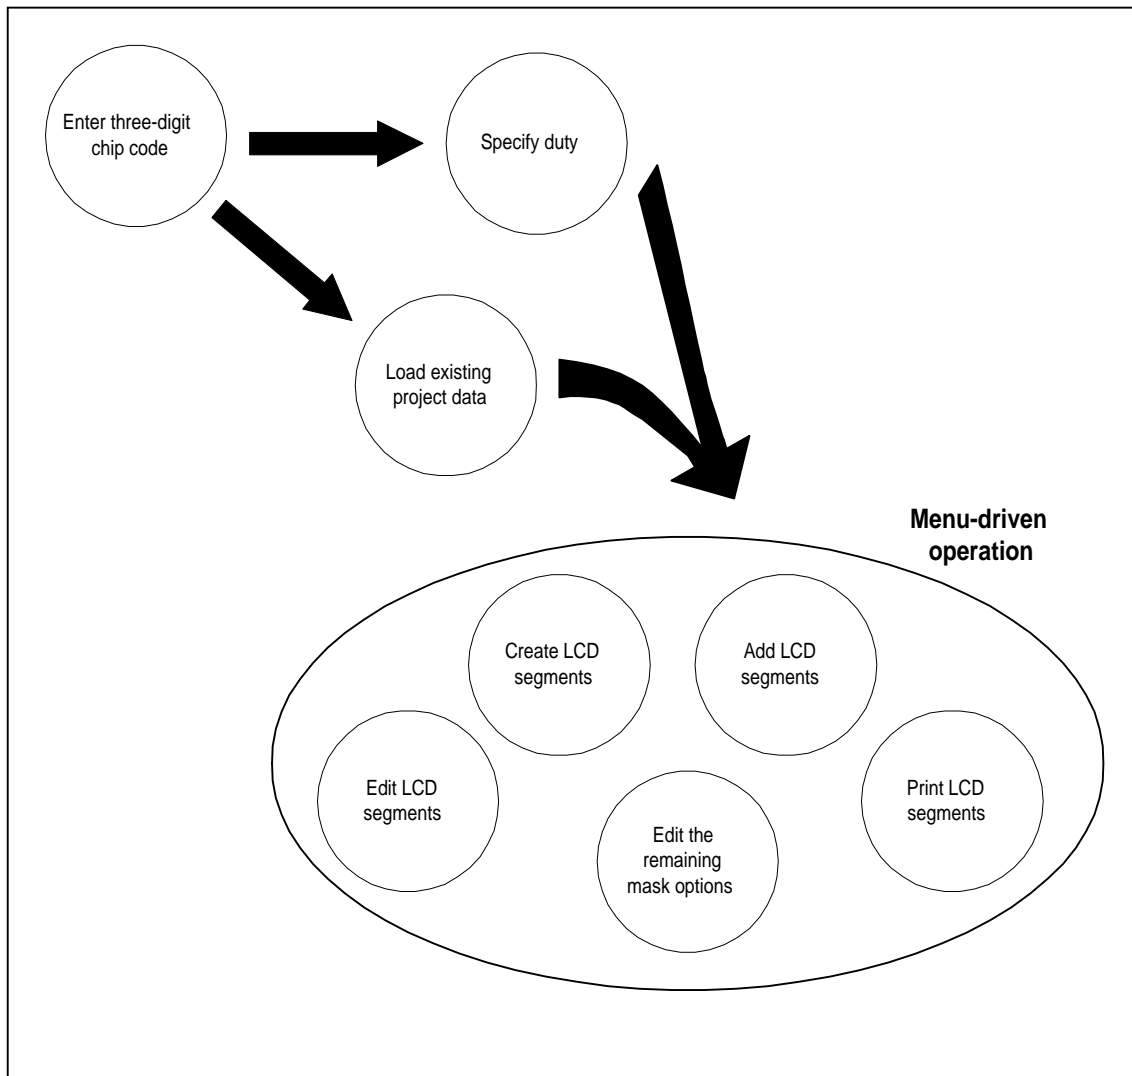 Enter three-digit
chip code
Specify duty
Load existing
project data
Menu-driven
operation
Create LCD
segments
Add LCD
segments
Edit LCD
segments
Print LCD
segments
Edit the
remaining
mask options